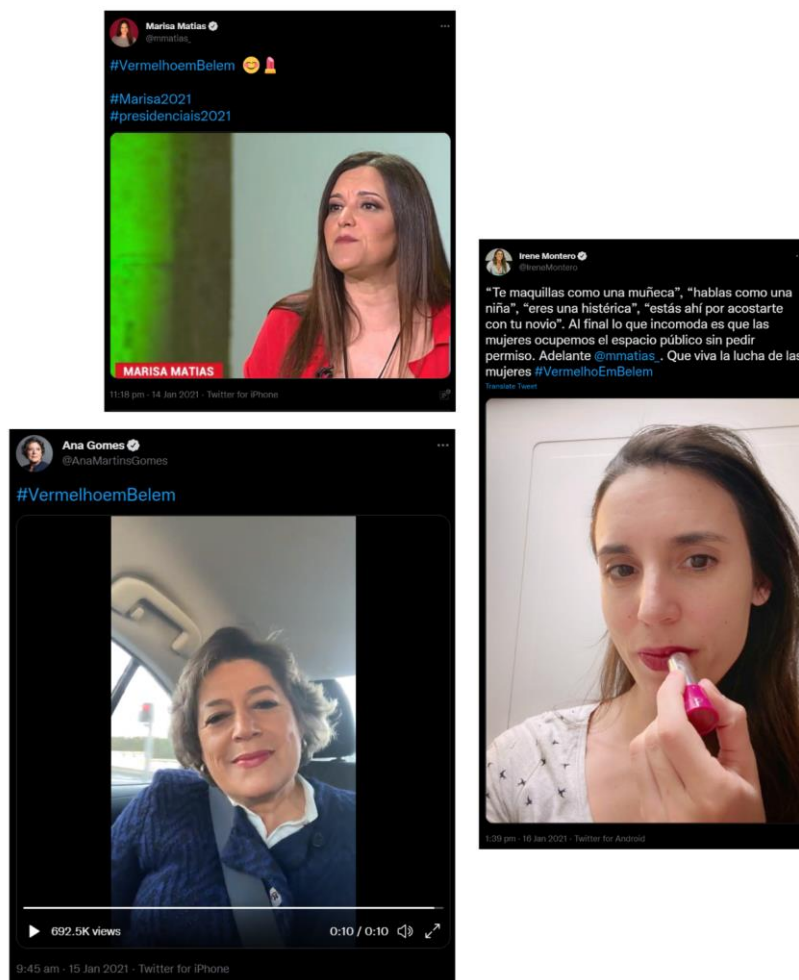 Marisa Matias
@mmatias_
#VermelhoemBelem 😊💄
#Marisa2021
#presidenciais2021
MARISA MATIAS
11:18 pm · 14 Jan 2021 · Twitter for iPhone
Irene Montero
@IreneMontero
“Te maquillas como una muñeca”, “hablas como una
niña”, “eres una histérica”, “estás ahí por acostarte
con tu novio”. Al final lo que incomoda es que las
mujeres ocupemos el espacio público sin pedir
permiso. Adelante @mmatias_. Que viva la lucha de las
mujeres #VermelhoEmBelem
Translate Tweet
1:39 pm · 16 Jan 2021 · Twitter for Android
Ana Gomes
@AnaMartinsGomes
#VermelhoemBelem
692.5K views
0:10 / 0:10
9:45 am · 15 Jan 2021 · Twitter for iPhone